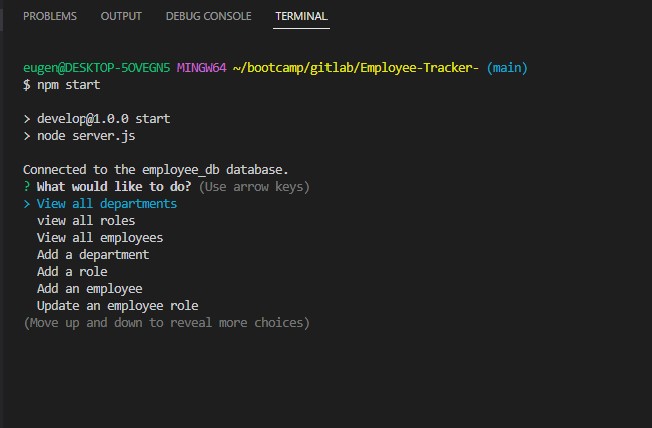 PROBLEMS OUTPUT DEBUG CONSOLE TERMINAL
eugen@DESKTOP-5OVEGN5 MINGW64 ~/bootcamp/gitlab/Employee-Tracker- (main)
$ npm start
> develop@1.0.0 start
> node server.js
Connected to the employee_db database.
? What would like to do? (Use arrow keys)
> View all departments
view all roles
View all employees
Add a department
Add a role
Add an employee
Update an employee role
(Move up and down to reveal more choices)